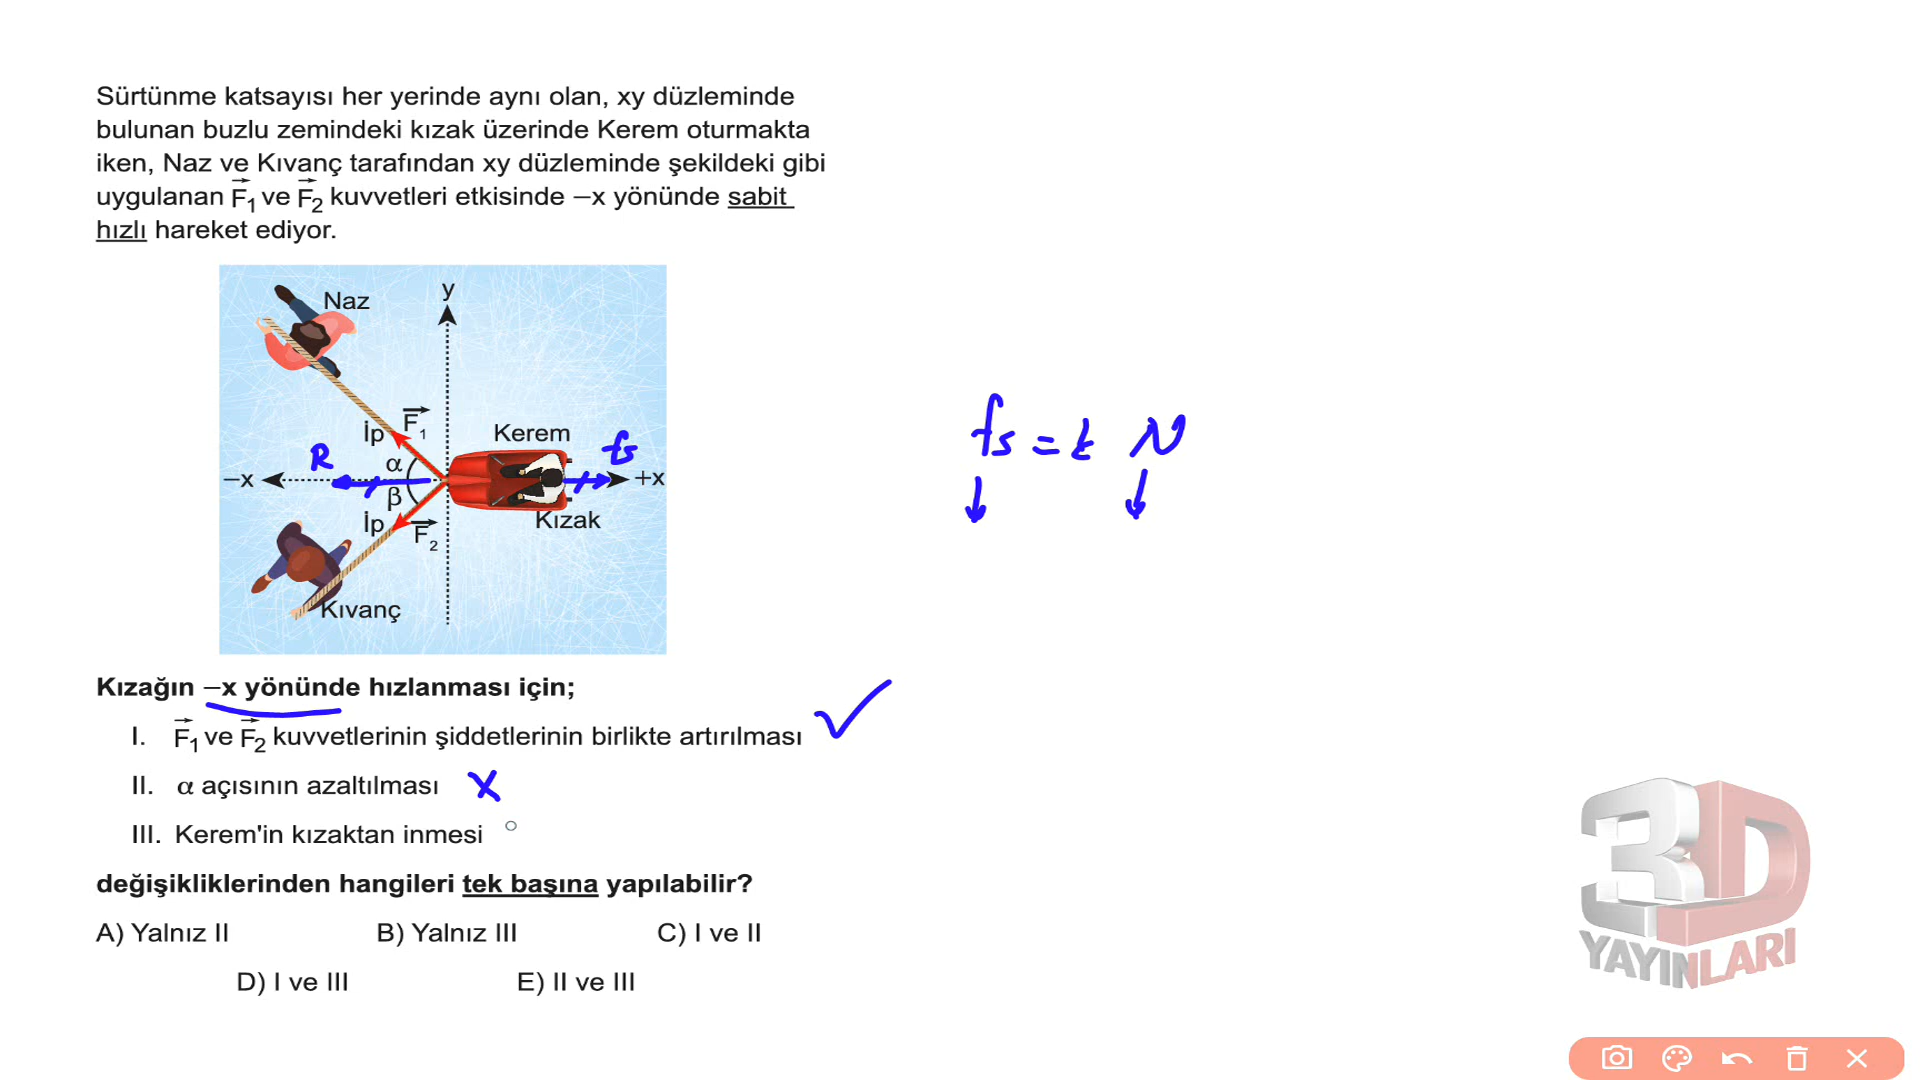 Sürtünme katsayısı her yerinde aynı olan, xy düzleminde
bulunan buzlu zemindeki kızak üzerinde Kerem oturmakta
iken, Naz ve Kıvanç tarafından xy düzleminde şekildeki gibi
uygulanan F₁ ve F₂ kuvvetleri etkisinde –x yönünde sabit
hızlı hareket ediyor.
Naz
y
İp
F₁
Kerem
R
fs
α
–x
+x
β
İp
F₂
Kızak
Kıvanç
fs = k N
Kızağın –x yönünde hızlanması için;
I. F₁ ve F₂ kuvvetlerinin şiddetlerinin birlikte artırılması
II. α açısının azaltılması x
III. Kerem'in kızaktan inmesi
değişikliklerinden hangileri tek başına yapılabilir?
A) Yalnız II B) Yalnız III C) I ve II
D) I ve III E) II ve III
3D
YAYINLARI